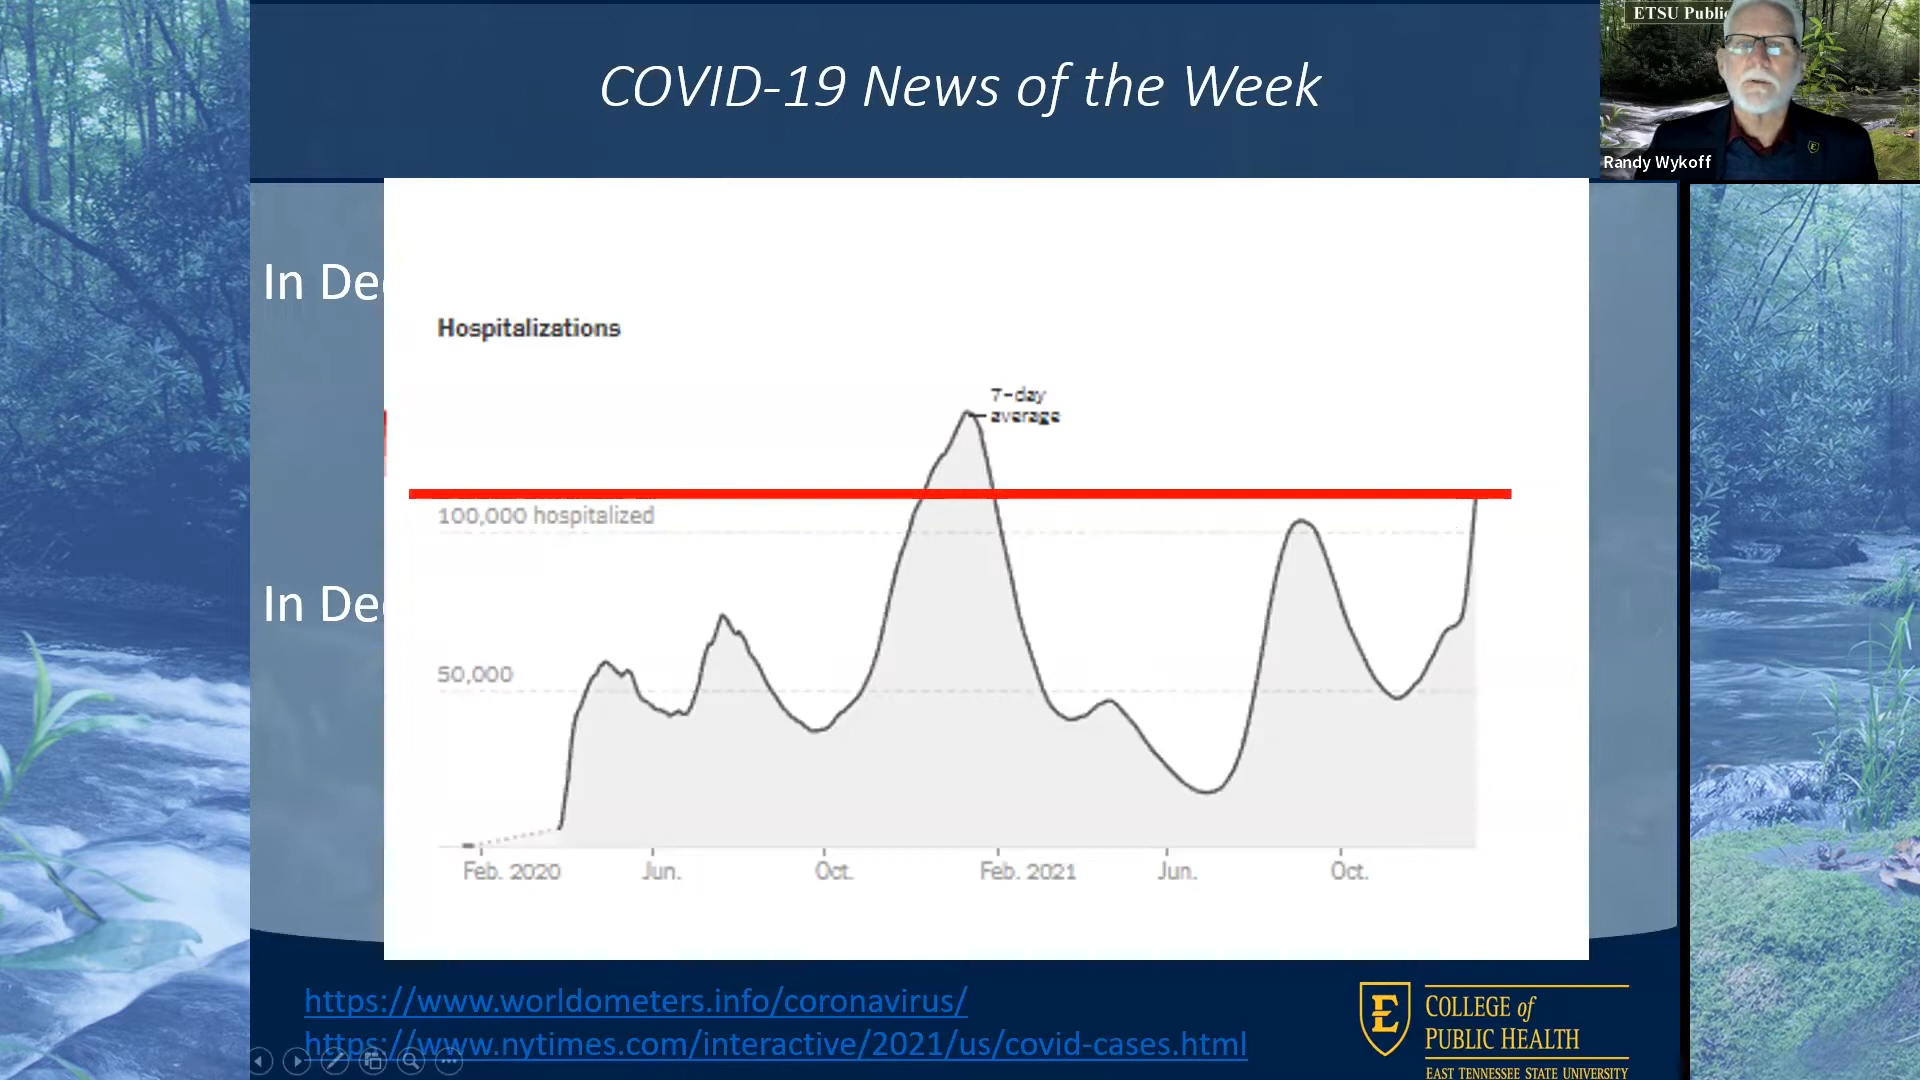 COVID-19 News of the Week
ETSU Public
Randy Wykoff
In De
Hospitalizations
7-day
average
100,000 hospitalized
In De
50,000
Feb. 2020
Jun.
Oct.
Feb. 2021
Jun.
Oct.
https://www.worldometers.info/coronavirus/
https://www.nytimes.com/interactive/2021/us/covid-cases.html
E
COLLEGE of
PUBLIC HEALTH
EAST TENNESSEE STATE UNIVERSITY